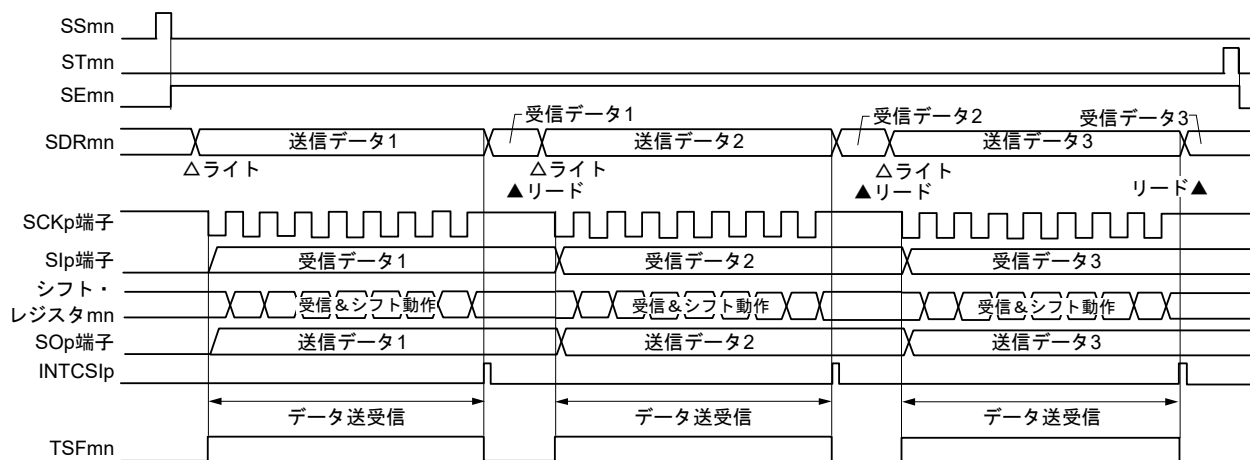 SSmn
STmn
SEmn
受信データ1
受信データ2
受信データ3
SDRmn
送信データ1
送信データ2
送信データ3
△ライト
△ライト
△ライト
▲リード
▲リード
リード▲
SCKp端子
SIp端子
受信データ1
受信データ2
受信データ3
シフト・
レジスタmn
受信&シフト動作
受信&シフト動作
受信&シフト動作
SOp端子
送信データ1
送信データ2
送信データ3
INTCSIp
データ送受信
データ送受信
データ送受信
TSFmn